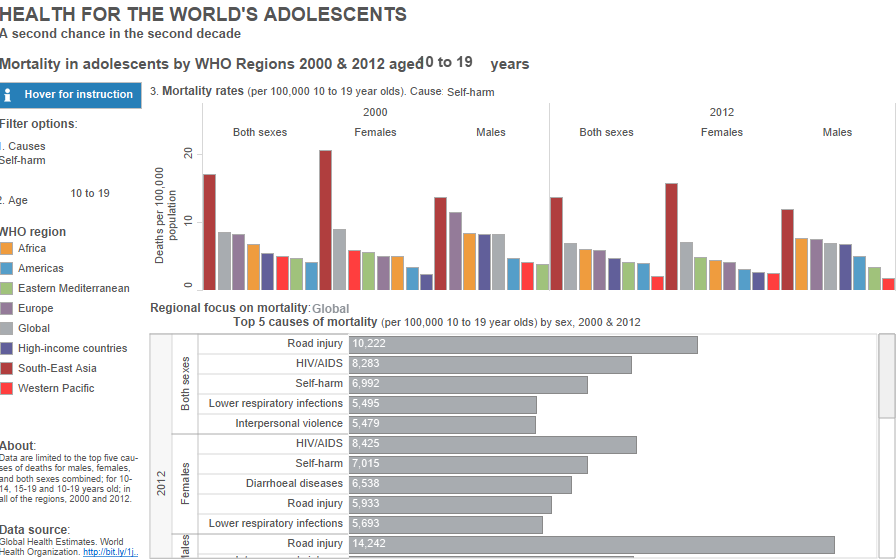 HEALTH FOR THE WORLD'S ADOLESCENTS
A second chance in the second decade
Mortality in adolescents by WHO Regions 2000 & 2012 aged 10 to 19 years
Hover for instruction
Filter options:
1. Causes
Self-harm
2. Age
10 to 19
WHO region
Africa
Americas
Eastern Mediterranean
Europe
Global
High-income countries
South-East Asia
Western Pacific
About:
Data are limited to the top five cau-
ses of deaths for males, females,
and both sexes combined; for 10-
14, 15-19 and 10-19 years old; in
all of the regions, 2000 and 2012.
Data source:
Global Health Estimates. World
Health Organization. http://bit.ly/1j..
3. Mortality rates (per 100,000 10 to 19 year olds). Cause: Self-harm
2000
2012
Both sexes
Females
Males
Both sexes
Females
Males
Deaths per 100,000
population
20
10
0
Regional focus on mortality: Global
Top 5 causes of mortality (per 100,000 10 to 19 year olds) by sex, 2000 & 2012
2012
Both sexes
Road injury 10,222
HIV/AIDS 8,283
Self-harm 6,992
Lower respiratory infections 5,495
Interpersonal violence 5,479
Females
HIV/AIDS 8,425
Self-harm 7,015
Diarrhoeal diseases 6,538
Road injury 5,933
Lower respiratory infections 5,693
ales
Road injury 14,242